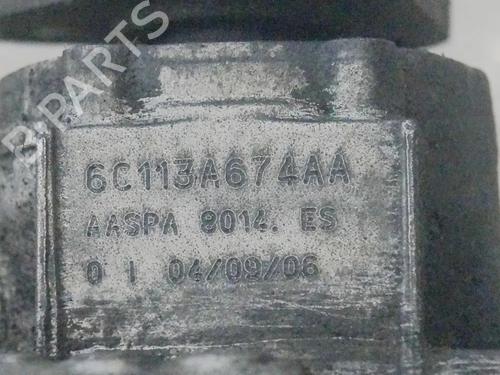 B-PARTS
6C113A674AA
AASPA 8014. ES
0 1 04/09/06